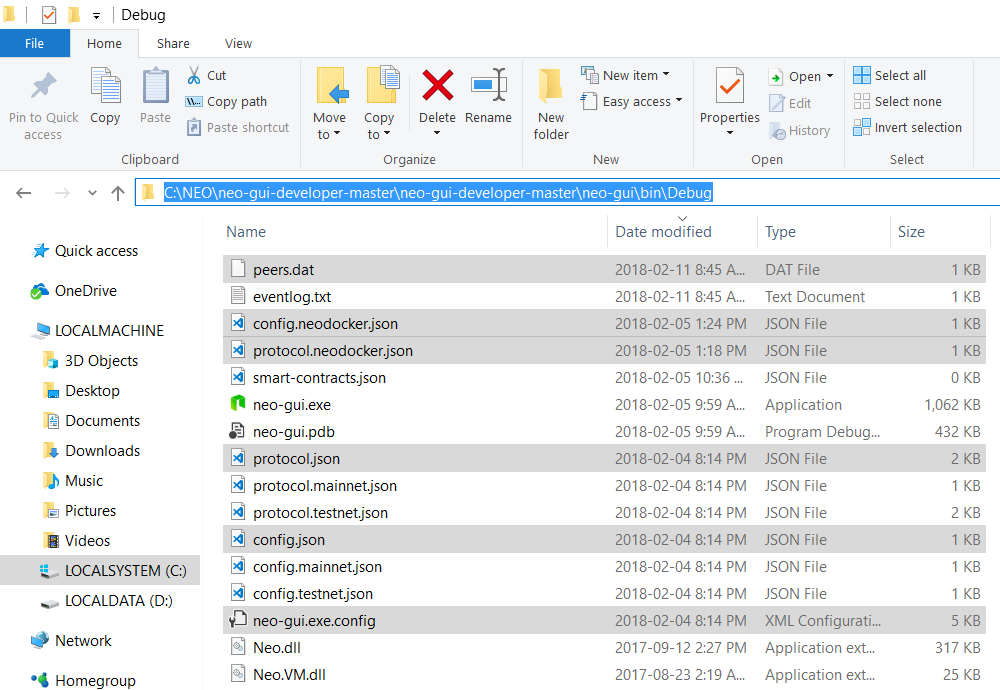 Debug
File Home Share View
Pin to Quick access
Copy
Paste
Cut
Copy path
Paste shortcut
Clipboard
Move to
Copy to
Delete
Rename
Organize
New folder
New item
Easy access
New
Properties
Open
Edit
History
Open
Select all
Select none
Invert selection
Select
C:\NEO\neo-gui-developer-master\neo-gui-developer-master\neo-gui\bin\Debug
Quick access
OneDrive
LOCALMACHINE
3D Objects
Desktop
Documents
Downloads
Music
Pictures
Videos
LOCALSYSTEM (C:)
LOCALDATA (D:)
Network
Homegroup
Name Date modified Type Size
peers.dat 2018-02-11 8:45 A... DAT File 1 KB
eventlog.txt 2018-02-11 8:45 A... Text Document 1 KB
config.neodocker.json 2018-02-05 1:24 PM JSON File 1 KB
protocol.neodocker.json 2018-02-05 1:18 PM JSON File 1 KB
smart-contracts.json 2018-02-05 10:36 ... JSON File 0 KB
neo-gui.exe 2018-02-05 9:59 A... Application 1,062 KB
neo-gui.pdb 2018-02-05 9:59 A... Program Debug... 432 KB
protocol.json 2018-02-04 8:14 PM JSON File 2 KB
protocol.mainnet.json 2018-02-04 8:14 PM JSON File 1 KB
protocol.testnet.json 2018-02-04 8:14 PM JSON File 2 KB
config.json 2018-02-04 8:14 PM JSON File 1 KB
config.mainnet.json 2018-02-04 8:14 PM JSON File 1 KB
config.testnet.json 2018-02-04 8:14 PM JSON File 1 KB
neo-gui.exe.config 2018-02-04 8:14 PM XML Configurati... 5 KB
Neo.dll 2017-09-12 2:27 PM Application ext... 317 KB
Neo.VM.dll 2017-08-23 2:19 A... Application ext... 25 KB